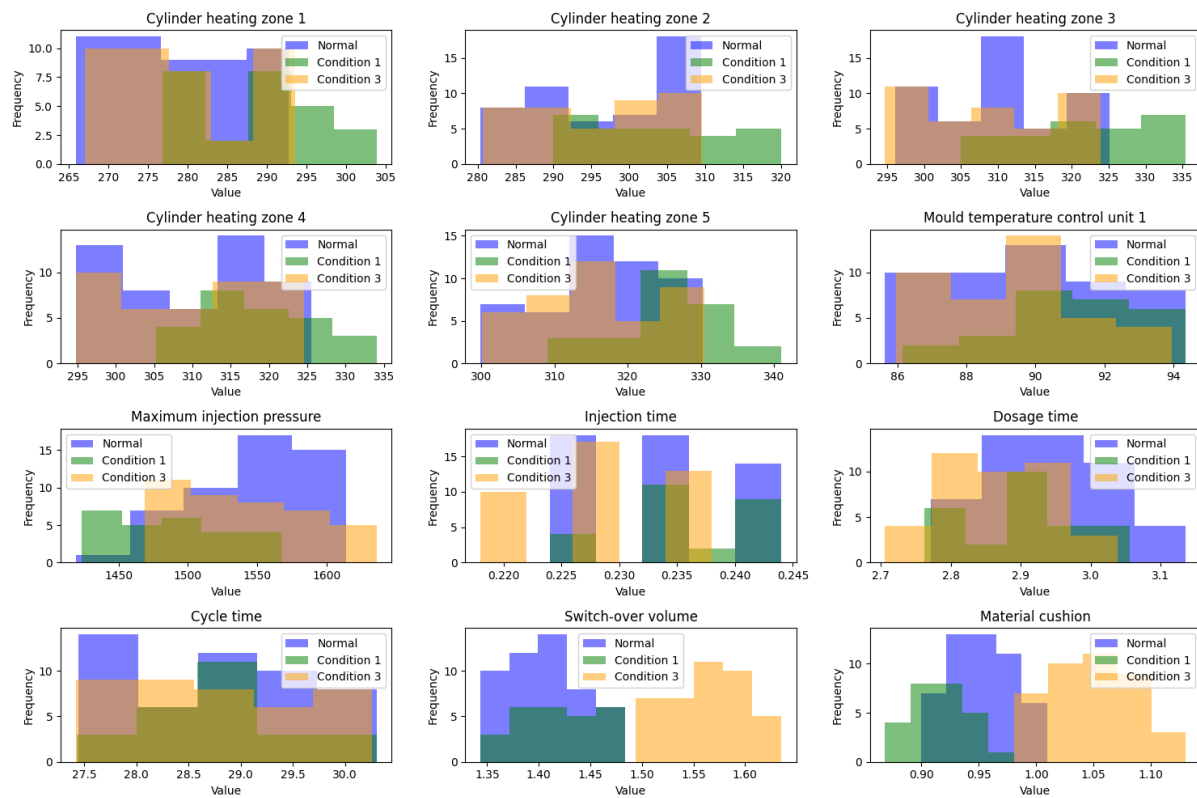 Cylinder heating zone 1
Frequency
10.0
7.5
5.0
2.5
0.0
Normal
Condition 1
Condition 3
265 270 275 280 285 290 295 300 305
Value
Cylinder heating zone 2
Frequency
15
10
5
0
Normal
Condition 1
Condition 3
280 285 290 295 300 305 310 315 320
Value
Cylinder heating zone 3
Frequency
15
10
5
0
Normal
Condition 1
Condition 3
295 300 305 310 315 320 325 330 335
Value
Cylinder heating zone 4
Frequency
10
5
0
Normal
Condition 1
Condition 3
295 300 305 310 315 320 325 330 335
Value
Cylinder heating zone 5
Frequency
15
10
5
0
Normal
Condition 1
Condition 3
300 310 320 330 340
Value
Mould temperature control unit 1
Frequency
10
5
0
Normal
Condition 1
Condition 3
86 88 90 92 94
Value
Maximum injection pressure
Frequency
15
10
5
0
Normal
Condition 1
Condition 3
1450 1500 1550 1600
Value
Injection time
Frequency
15
10
5
0
Normal
Condition 1
Condition 3
0.220 0.225 0.230 0.235 0.240 0.245
Value
Dosage time
Frequency
10
5
0
Normal
Condition 1
Condition 3
2.7 2.8 2.9 3.0 3.1
Value
Cycle time
Frequency
10
5
0
Normal
Condition 1
Condition 3
27.5 28.0 28.5 29.0 29.5 30.0
Value
Switch-over volume
Frequency
10
5
0
Normal
Condition 1
Condition 3
1.35 1.40 1.45 1.50 1.55 1.60
Value
Material cushion
Frequency
10
5
0
Normal
Condition 1
Condition 3
0.90 0.95 1.00 1.05 1.10
Value